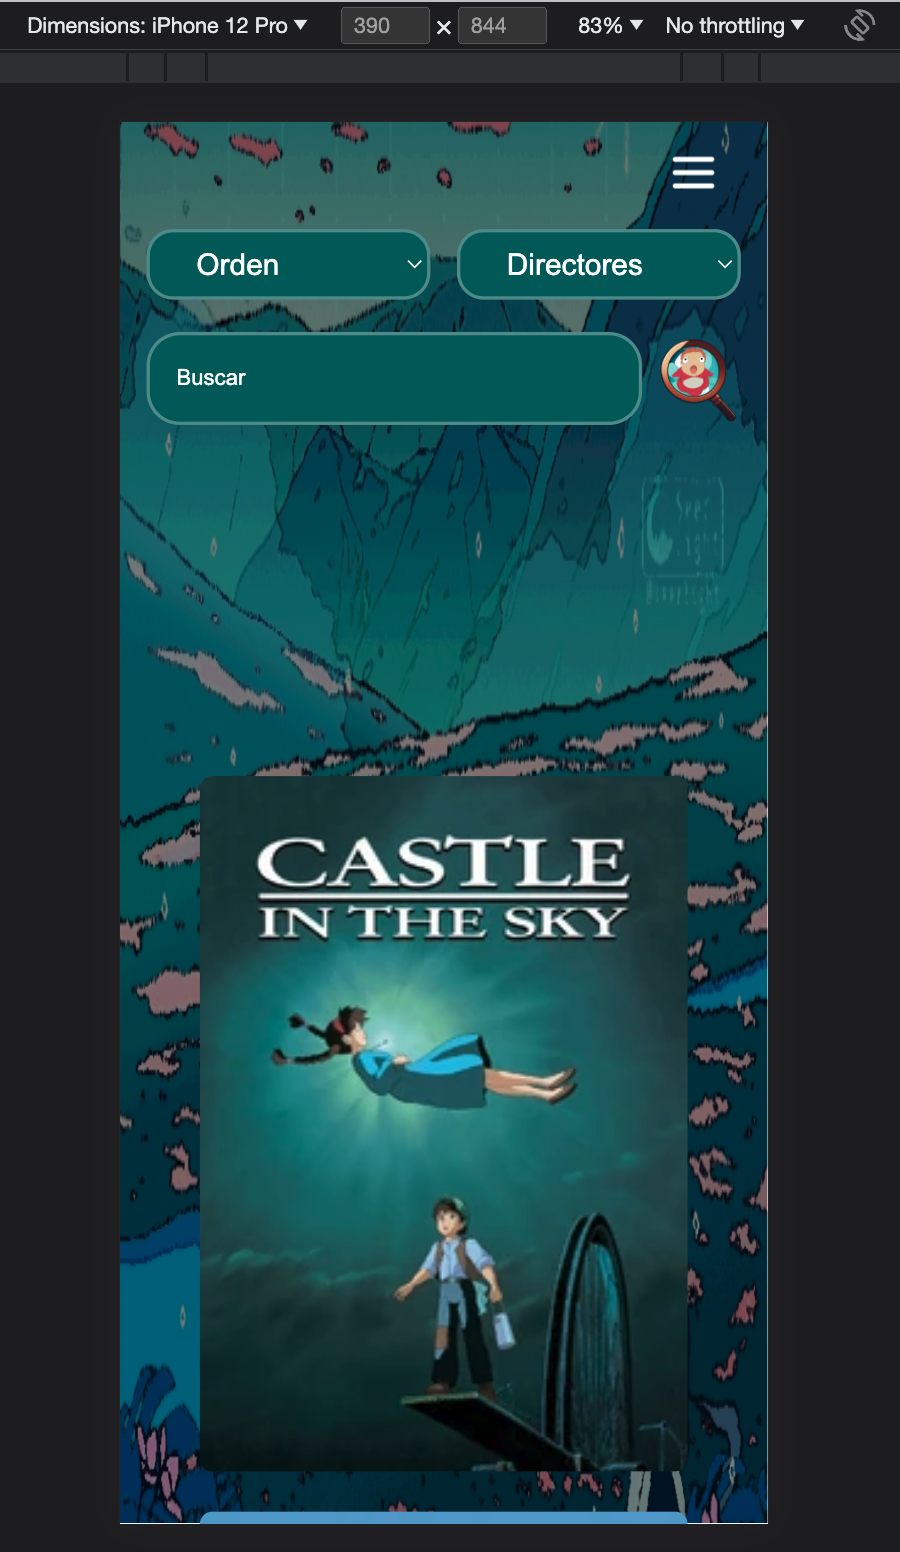 Dimensions: iPhone 12 Pro ▼ 390 × 844 83% ▼ No throttling ▼
Orden Directores
Buscar
CASTLE
IN THE SKY